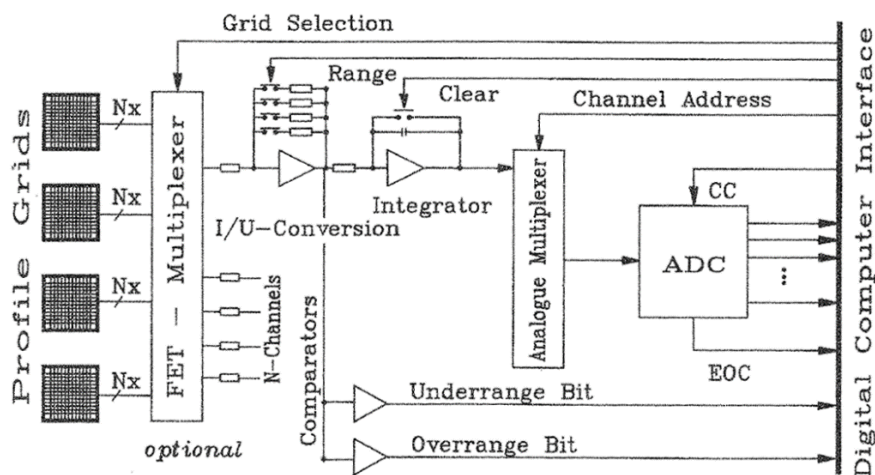 Grid Selection
Range
Clear
Channel Address
Nx
Nx
Nx
Nx
Profile Grids
FET - Multiplexer
optional
I/U-Conversion
Integrator
N-Channels
Comparators
Analogue Multiplexer
CC
ADC
...
EOC
Underrange Bit
Overrange Bit
Digital Computer Interface